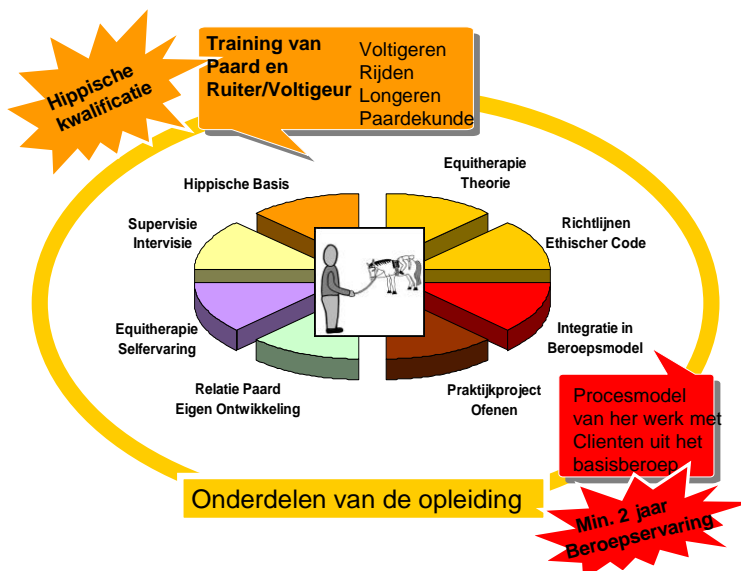 Hippische
kwalificatie
Training van
Paard en
Ruiter/Voltigeur
Voltigeren
Rijden
Longeren
Paardekunde
Hippische Basis
Equitherapie
Theorie
Supervisie
Intervisie
Richtlijnen
Ethischer Code
Equitherapie
Selfervaring
Integratie in
Beroepsmodel
Relatie Paard
Eigen Ontwikkeling
Praktijkproject
Ofenen
Procesmodel
van her werk met
Clienten uit het
basisberoep
Onderdelen van de opleiding
Min. 2 jaar
Beroepservaring